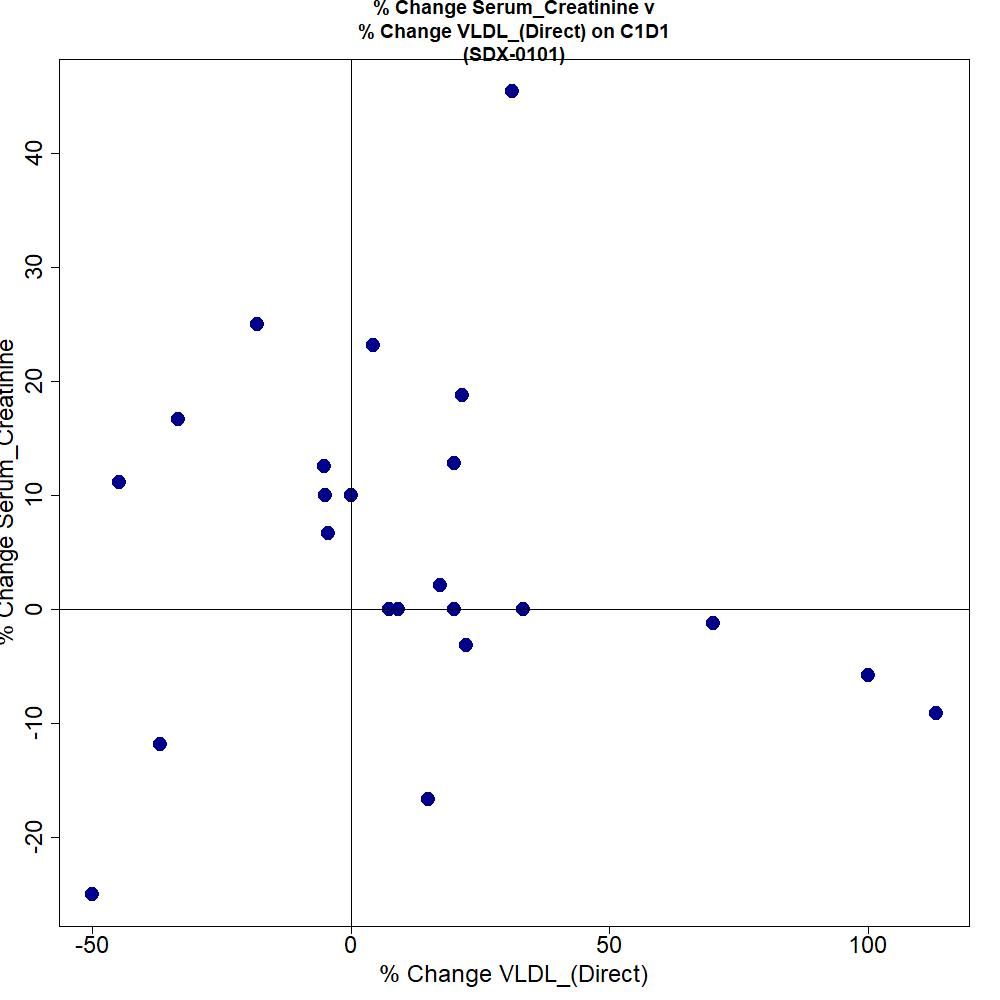 % Change Serum_Creatinine v
% Change VLDL_(Direct) on C1D1
(SDX-0101)
% Change Serum_Creatinine
40
30
20
10
0
-10
-20
-50
0
50
100
% Change VLDL_(Direct)